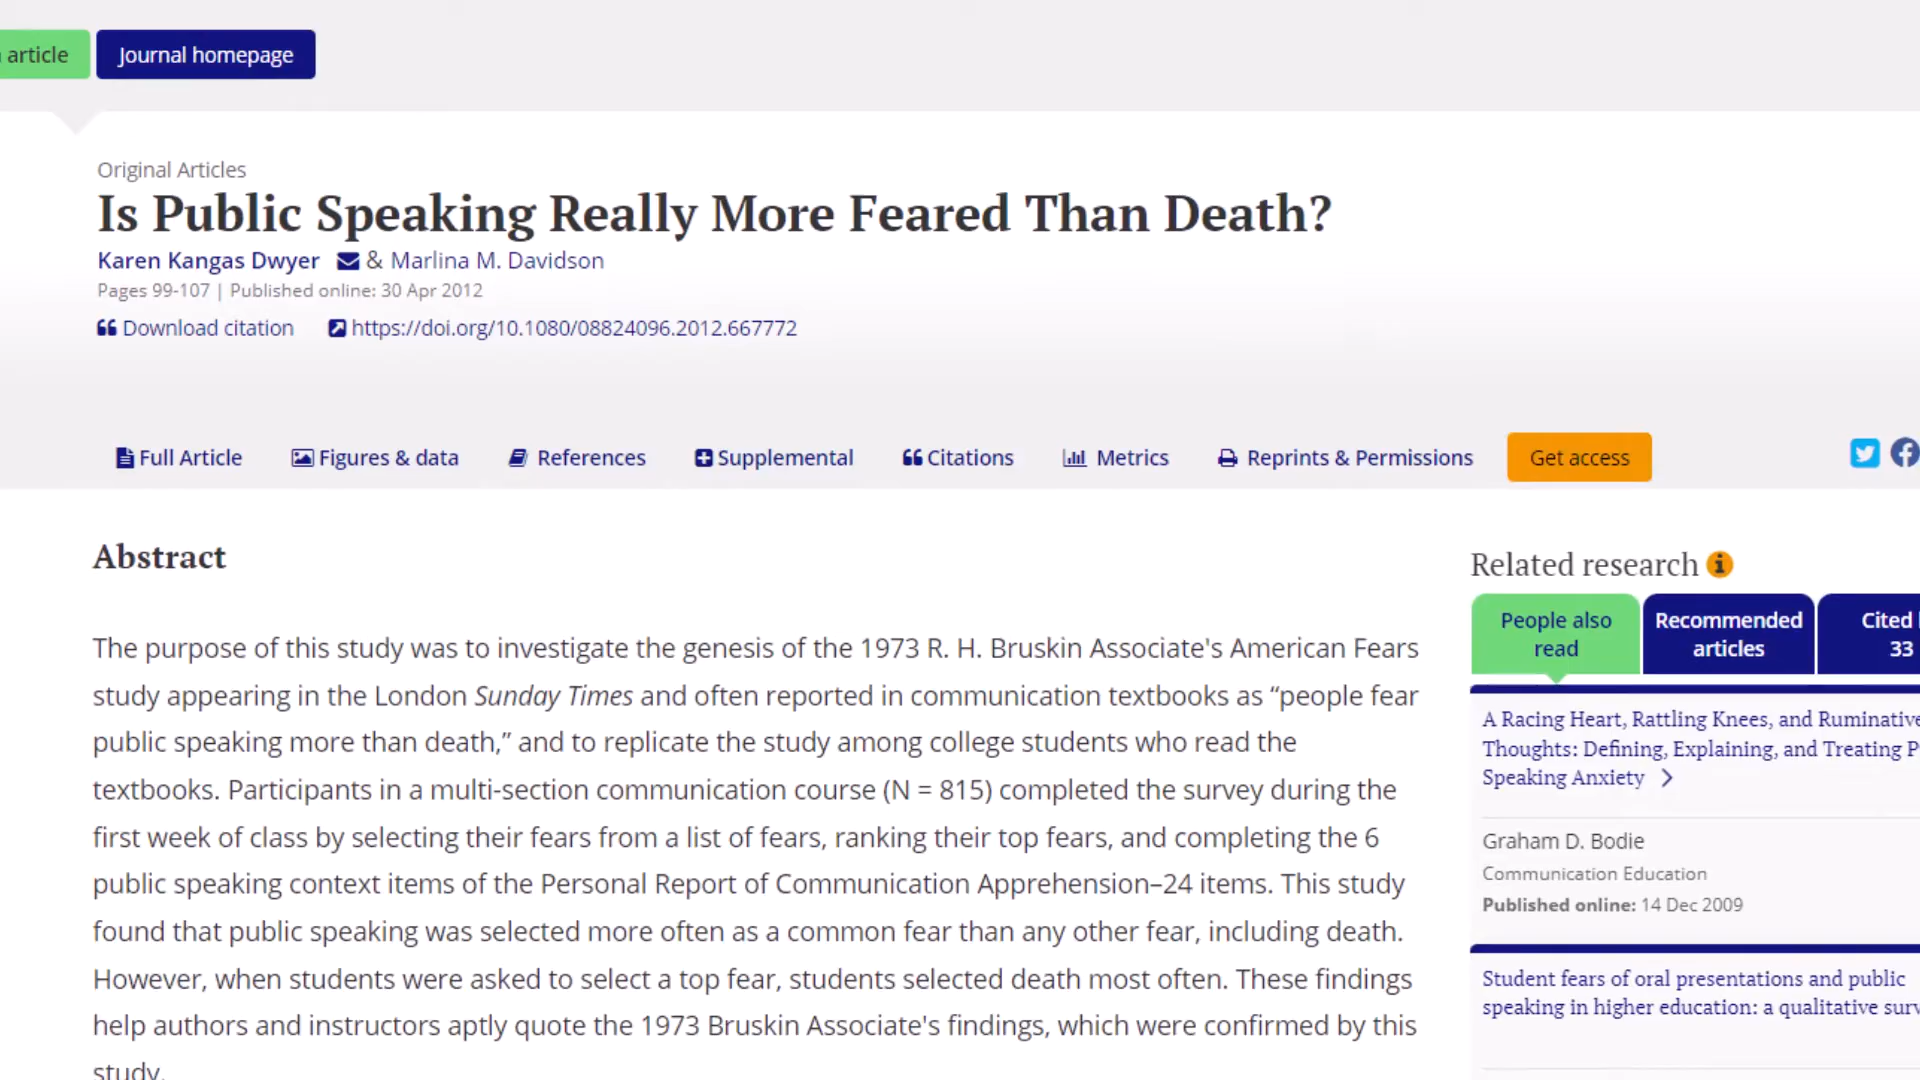 article
Journal homepage
Original Articles
Is Public Speaking Really More Feared Than Death?
Karen Kangas Dwyer & Marlina M. Davidson
Pages 99-107 | Published online: 30 Apr 2012
Download citation https://doi.org/10.1080/08824096.2012.667772
Full Article Figures & data References Supplemental Citations Metrics Reprints & Permissions Get access
Abstract
The purpose of this study was to investigate the genesis of the 1973 R. H. Bruskin Associate's American Fears
study appearing in the London Sunday Times and often reported in communication textbooks as “people fear
public speaking more than death,” and to replicate the study among college students who read the
textbooks. Participants in a multi-section communication course (N = 815) completed the survey during the
first week of class by selecting their fears from a list of fears, ranking their top fears, and completing the 6
public speaking context items of the Personal Report of Communication Apprehension–24 items. This study
found that public speaking was selected more often as a common fear than any other fear, including death.
However, when students were asked to select a top fear, students selected death most often. These findings
help authors and instructors aptly quote the 1973 Bruskin Associate's findings, which were confirmed by this
study.
Related research
People also
read
Recommended
articles
Cited
33
A Racing Heart, Rattling Knees, and Ruminative
Thoughts: Defining, Explaining, and Treating P
Speaking Anxiety
Graham D. Bodie
Communication Education
Published online: 14 Dec 2009
Student fears of oral presentations and public
speaking in higher education: a qualitative surv